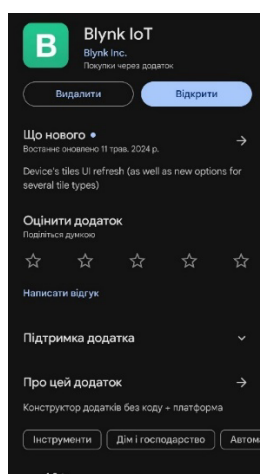 B
Blynk IoT
Blynk Inc.
Покупки через додаток
Видалити
Відкрити
Що нового •
Востаннє оновлено 11 трав. 2024 р.
Device's tiles UI refresh (as well as new options for
several tile types)
Оцінити додаток
Поділіться думкою
Написати відгук
Підтримка додатка
Про цей додаток
Конструктор додатків без коду + платформа
Інструменти
Дім і господарство
Автом